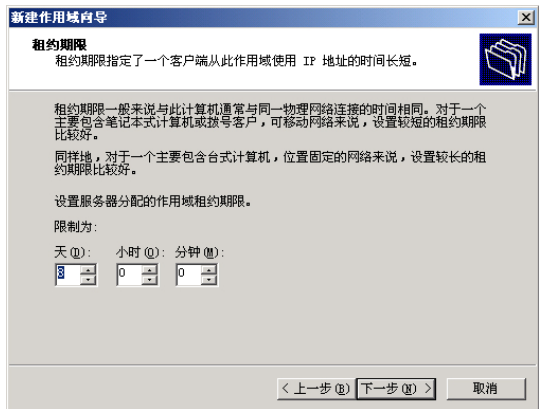 新建作用域向导
租约期限
租约期限指定了一个客户端从此作用域使用 IP 地址的时间长短。
租约期限一般来说与此计算机通常与同一物理网络连接的时间相同。对于一个
主要包含笔记本式计算机或拨号客户，可移动网络来说，设置较短的租约期限
比较好。
同样地，对于一个主要包含台式计算机，位置固定的网络来说，设置较长的租
约期限比较好。
设置服务器分配的作用域租约期限。
限制为:
天(D): 小时(O): 分钟(M):
8 0 0
< 上一步(B) 下一步(N) > 取消